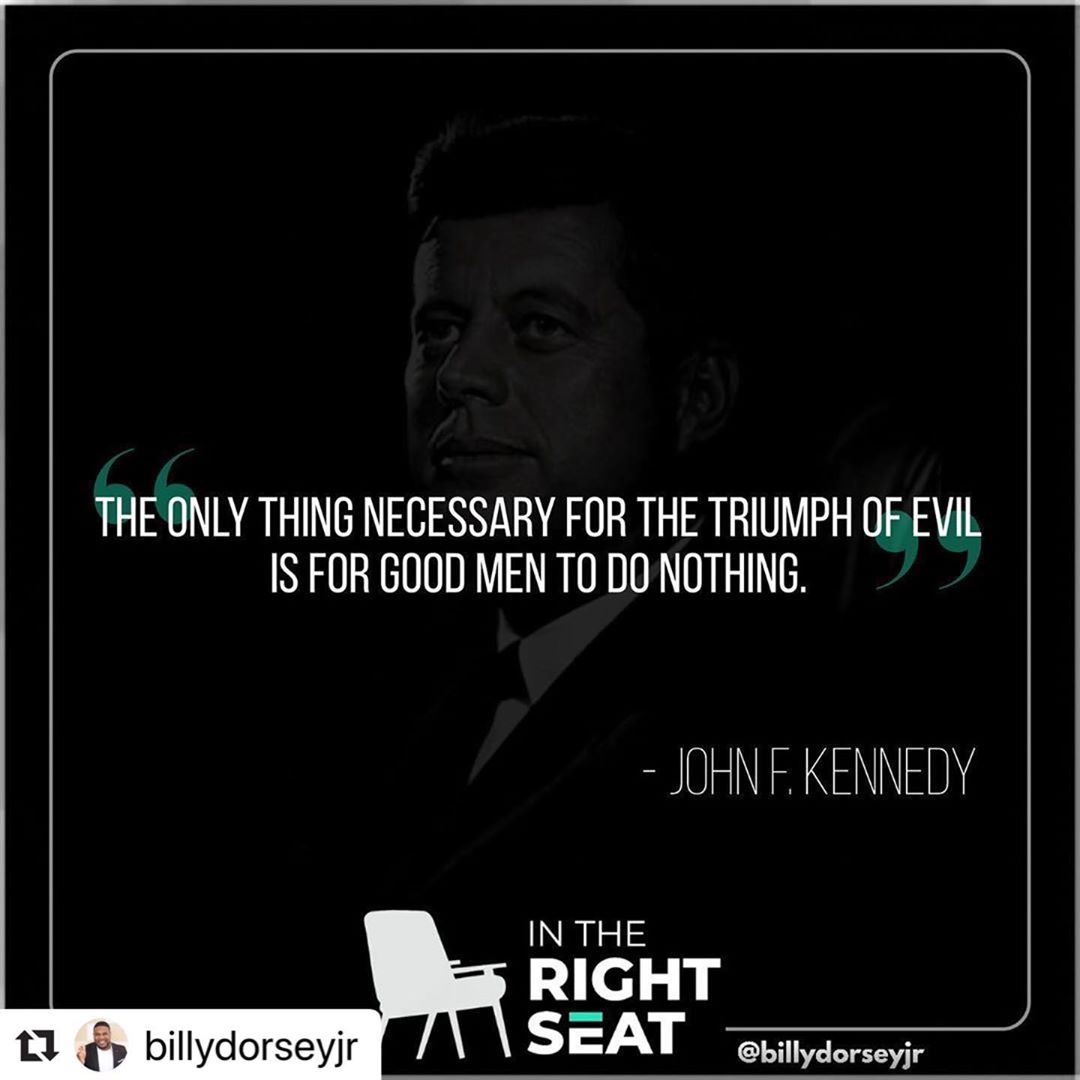 THE ONLY THING NECESSARY FOR THE TRIUMPH OF EVIL
IS FOR GOOD MEN TO DO NOTHING.
- JOHN F. KENNEDY
IN THE
RIGHT
SEAT
@billydorseyjr
billydorseyjr